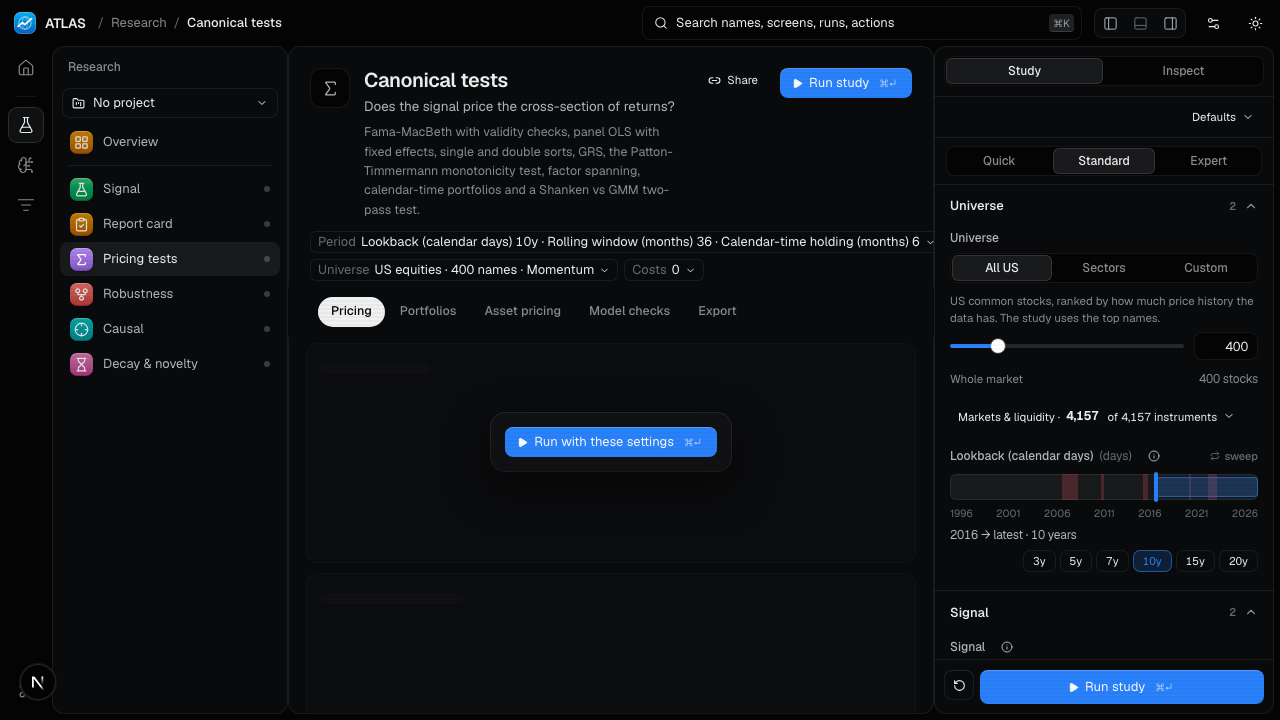 ATLAS / Research / Canonical tests
Search names, screens, runs, actions ⌘K
Research
No project
Overview
Signal
Report card
Pricing tests
Robustness
Causal
Decay & novelty
N
Canonical tests
Share
Run study ⌘↵
Does the signal price the cross-section of returns?
Fama-MacBeth with validity checks, panel OLS with
fixed effects, single and double sorts, GRS, the Patton-
Timmermann monotonicity test, factor spanning,
calendar-time portfolios and a Shanken vs GMM two-
pass test.
Period Lookback (calendar days) 10y · Rolling window (months) 36 · Calendar-time holding (months) 6
Universe US equities · 400 names · Momentum
Costs 0
Pricing Portfolios Asset pricing Model checks Export
Run with these settings ⌘↵
Study Inspect
Defaults
Quick Standard Expert
Universe 2
Universe
All US Sectors Custom
US common stocks, ranked by how much price history the
data has. The study uses the top names.
400
Whole market 400 stocks
Markets & liquidity · 4,157 of 4,157 instruments
Lookback (calendar days) (days) sweep
1996 2001 2006 2011 2016 2021 2026
2016 → latest · 10 years
3y 5y 7y 10y 15y 20y
Signal 2
Signal
Run study ⌘↵